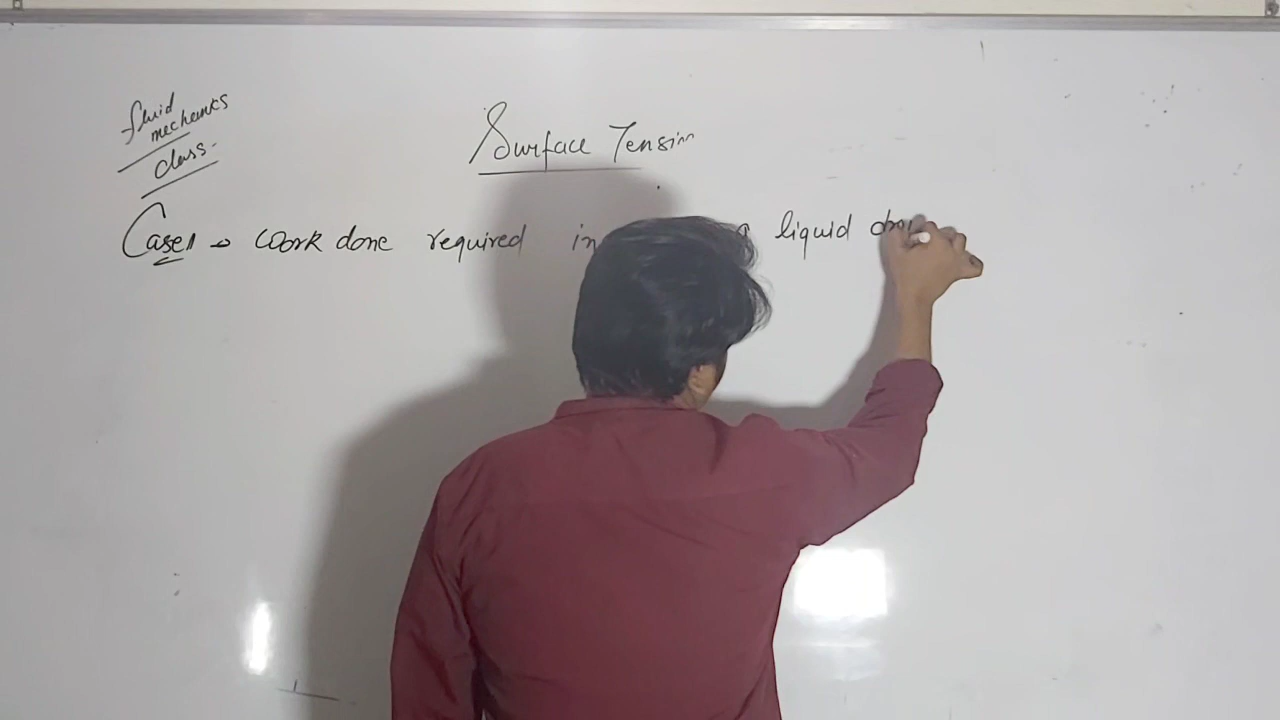 fluid
mechanics
class.
Surface Tension
Case1 → Work done required in liquid